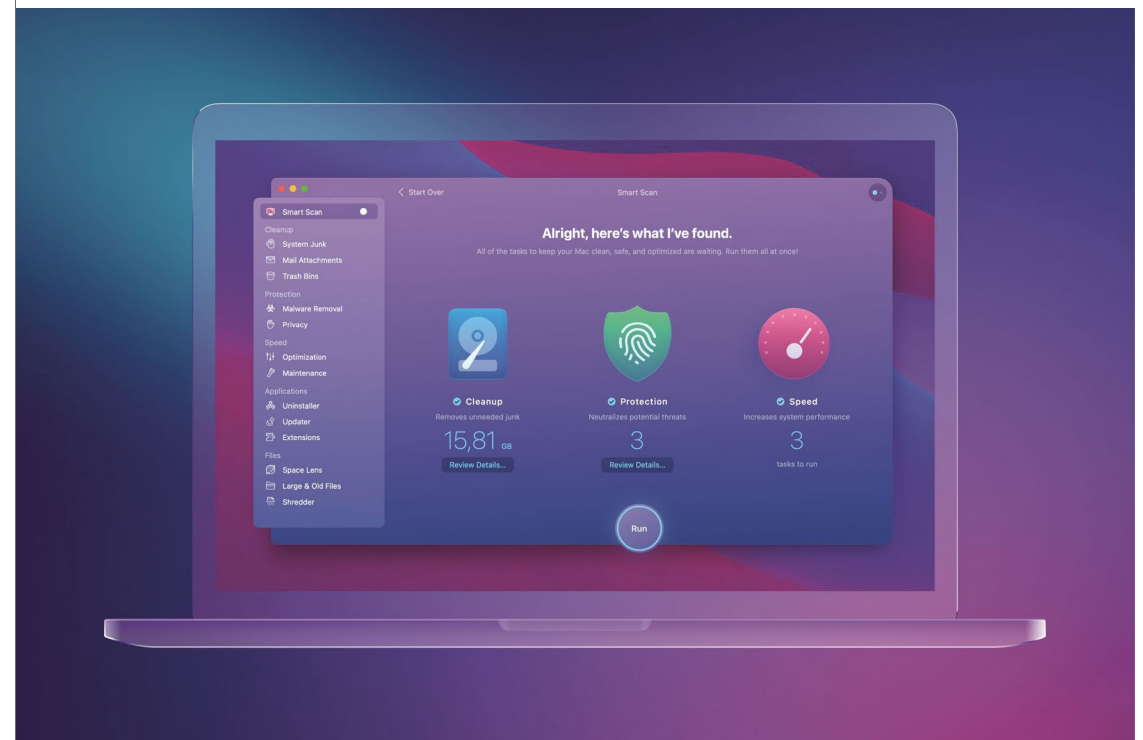 Start Over
Smart Scan
Smart Scan
Cleanup
System Junk
Mail Attachments
Trash Bins
Protection
Malware Removal
Privacy
Speed
Optimization
Maintenance
Applications
Uninstaller
Updater
Extensions
Files
Space Lens
Large & Old Files
Shredder
Alright, here's what I've found.
All of the tasks to keep your Mac clean, safe, and optimized are waiting. Run them all at once!
Cleanup
Removes unneeded junk
15,81 GB
Review Details...
Protection
Neutralizes potential threats
3
Review Details...
Speed
Increases system performance
3
tasks to run
Run